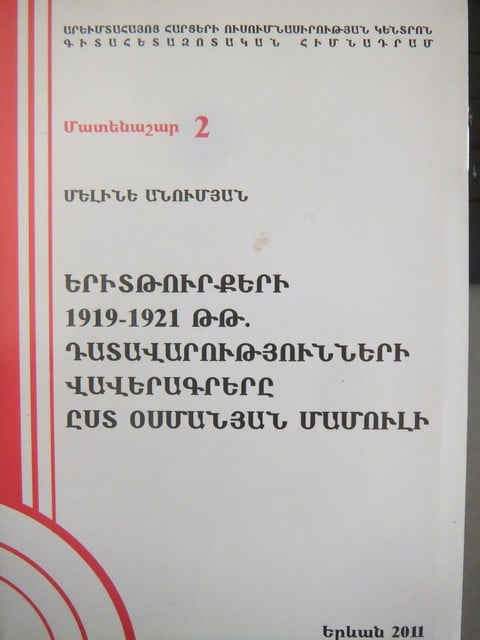 ԱՐԵՒՄՏԱՀԱՅՈՑ ՀԱՐՑԵՐԻ ՈՒՍՈՒՄՆԱՍԻՐՈՒԹՅԱՆ ԿԵՆՏՐՈՆ
ԳԻՏԱՀԵՏԱԶՈՏԱԿԱՆ ՀԻՄՆԱԴՐԱՄ
Մատենաշար 2
ՄԵԼԻՆԵ ԱՆՈՒՄՅԱՆ
ԵՐԻՏԹՈՒՐՔԵՐԻ
1919-1921 ԹԹ.
ԴԱՏԱՎԱՐՈՒԹՅՈՒՆՆԵՐԻ
ՎԱՎԵՐԱԳՐԵՐԸ
ԸՍՏ ՕՍՄԱՆՅԱՆ ՄԱՄՈՒԼԻ
Երևան 2011